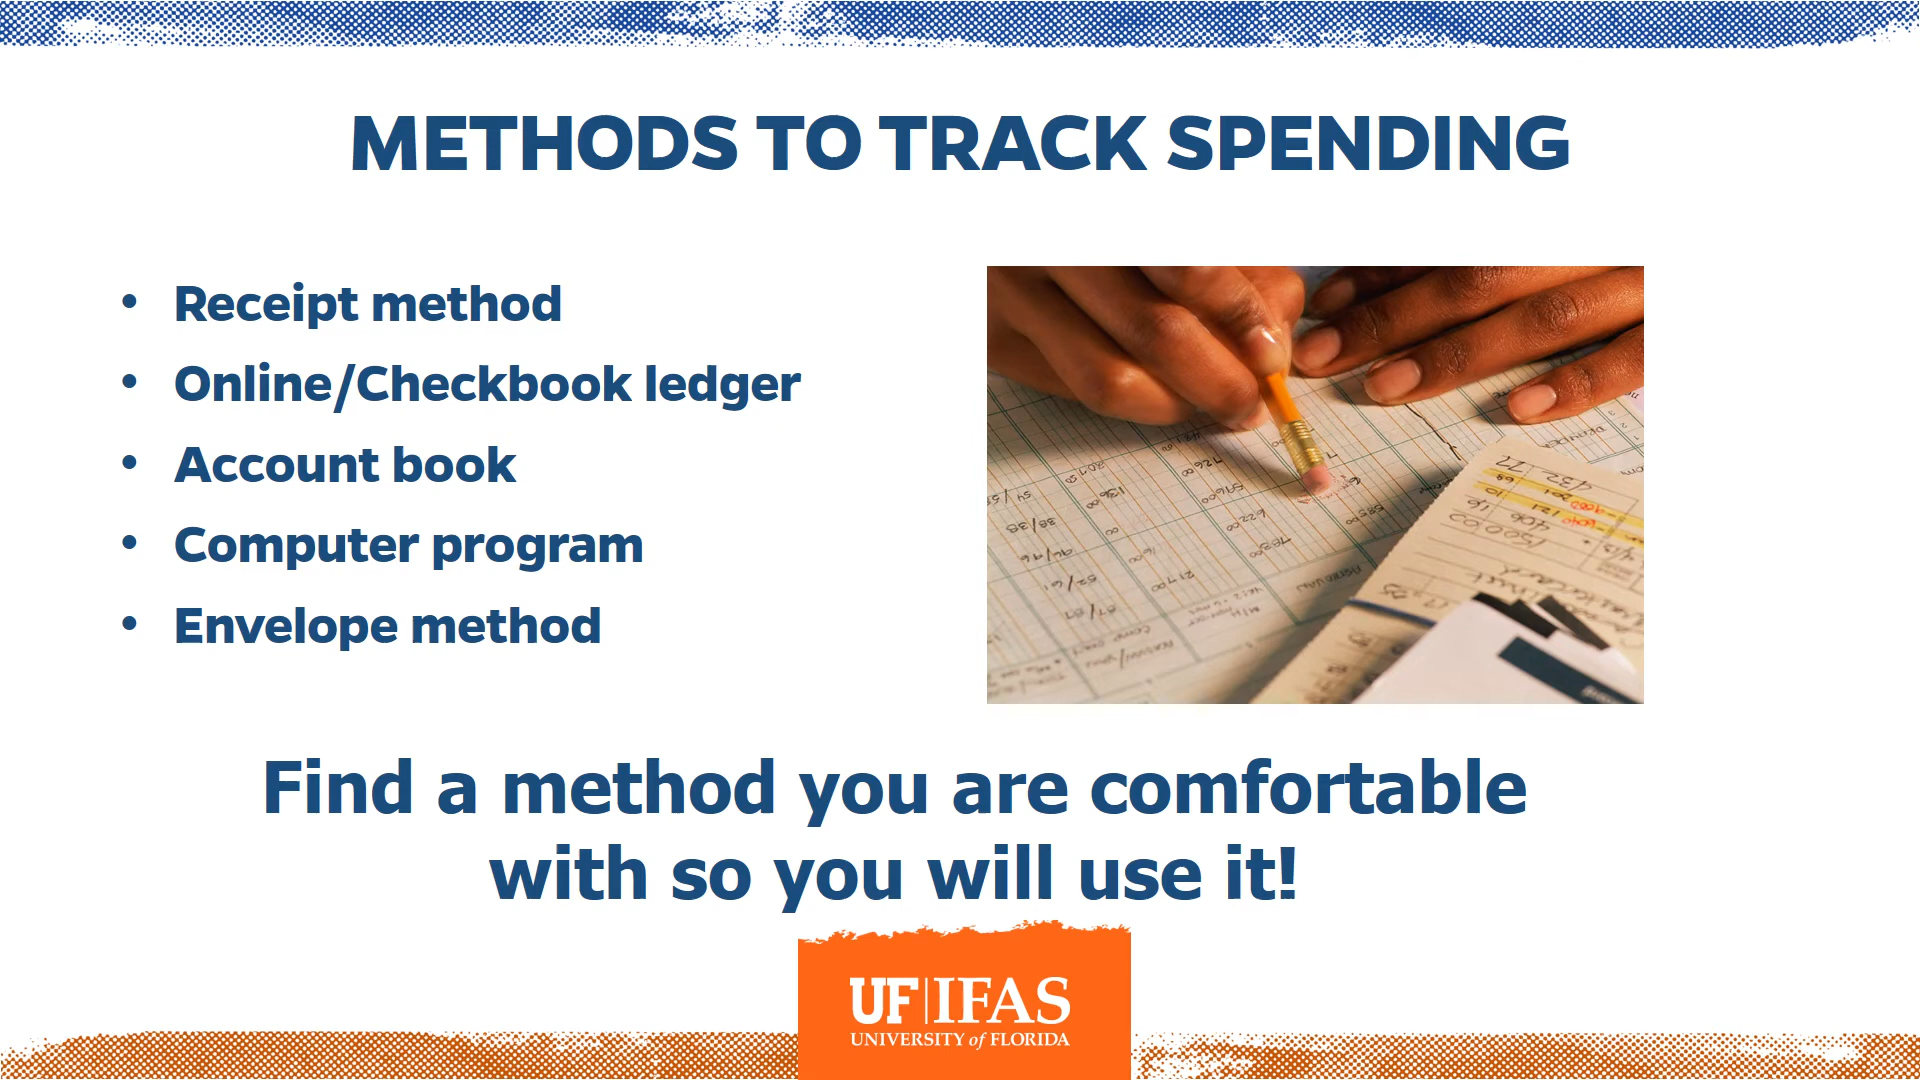 METHODS TO TRACK SPENDING
• Receipt method
• Online/Checkbook ledger
• Account book
• Computer program
• Envelope method
Find a method you are comfortable
with so you will use it!
UF|IFAS
UNIVERSITY of FLORIDA